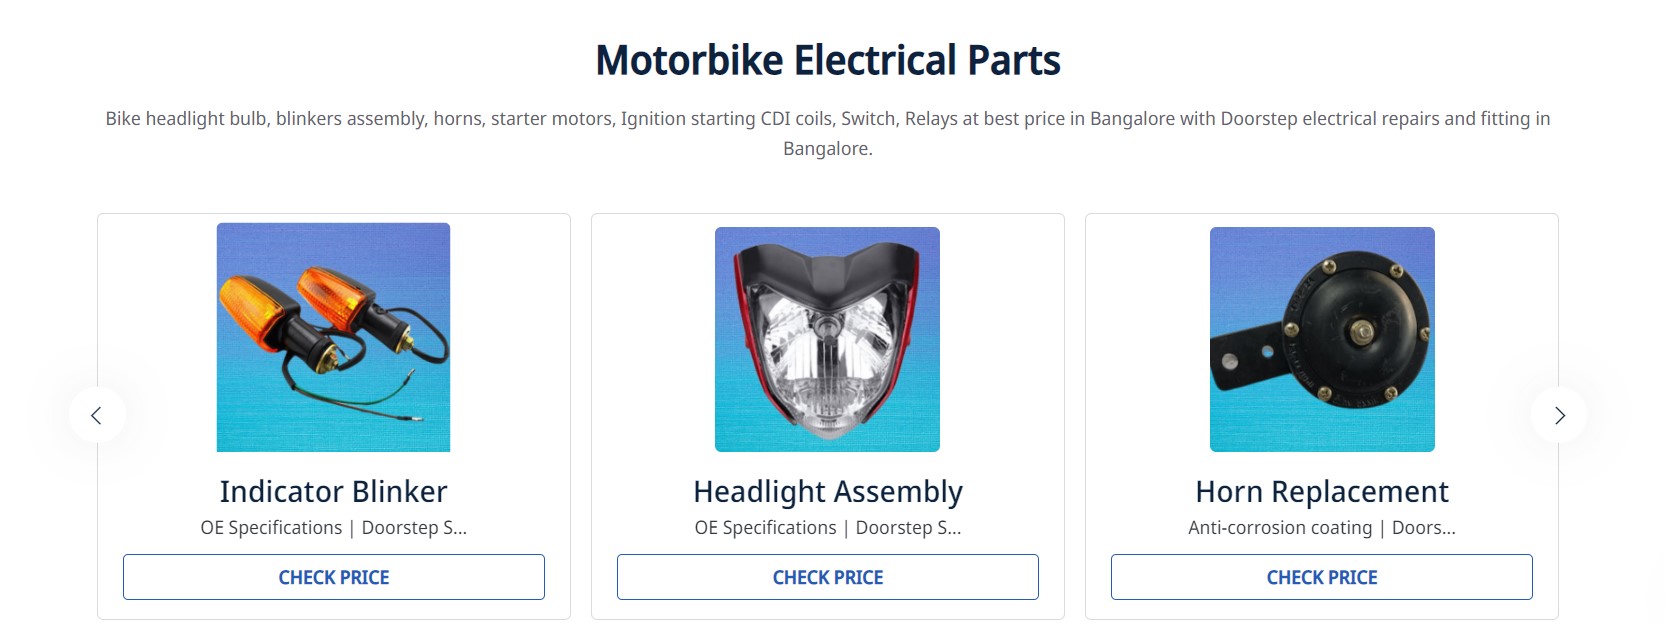 Motorbike Electrical Parts
Bike headlight bulb, blinkers assembly, horns, starter motors, Ignition starting CDI coils, Switch, Relays at best price in Bangalore with Doorstep electrical repairs and fitting in
Bangalore.
Indicator Blinker
OE Specifications | Doorstep S...
CHECK PRICE
Headlight Assembly
OE Specifications | Doorstep S...
CHECK PRICE
Horn Replacement
Anti-corrosion coating | Doors...
CHECK PRICE